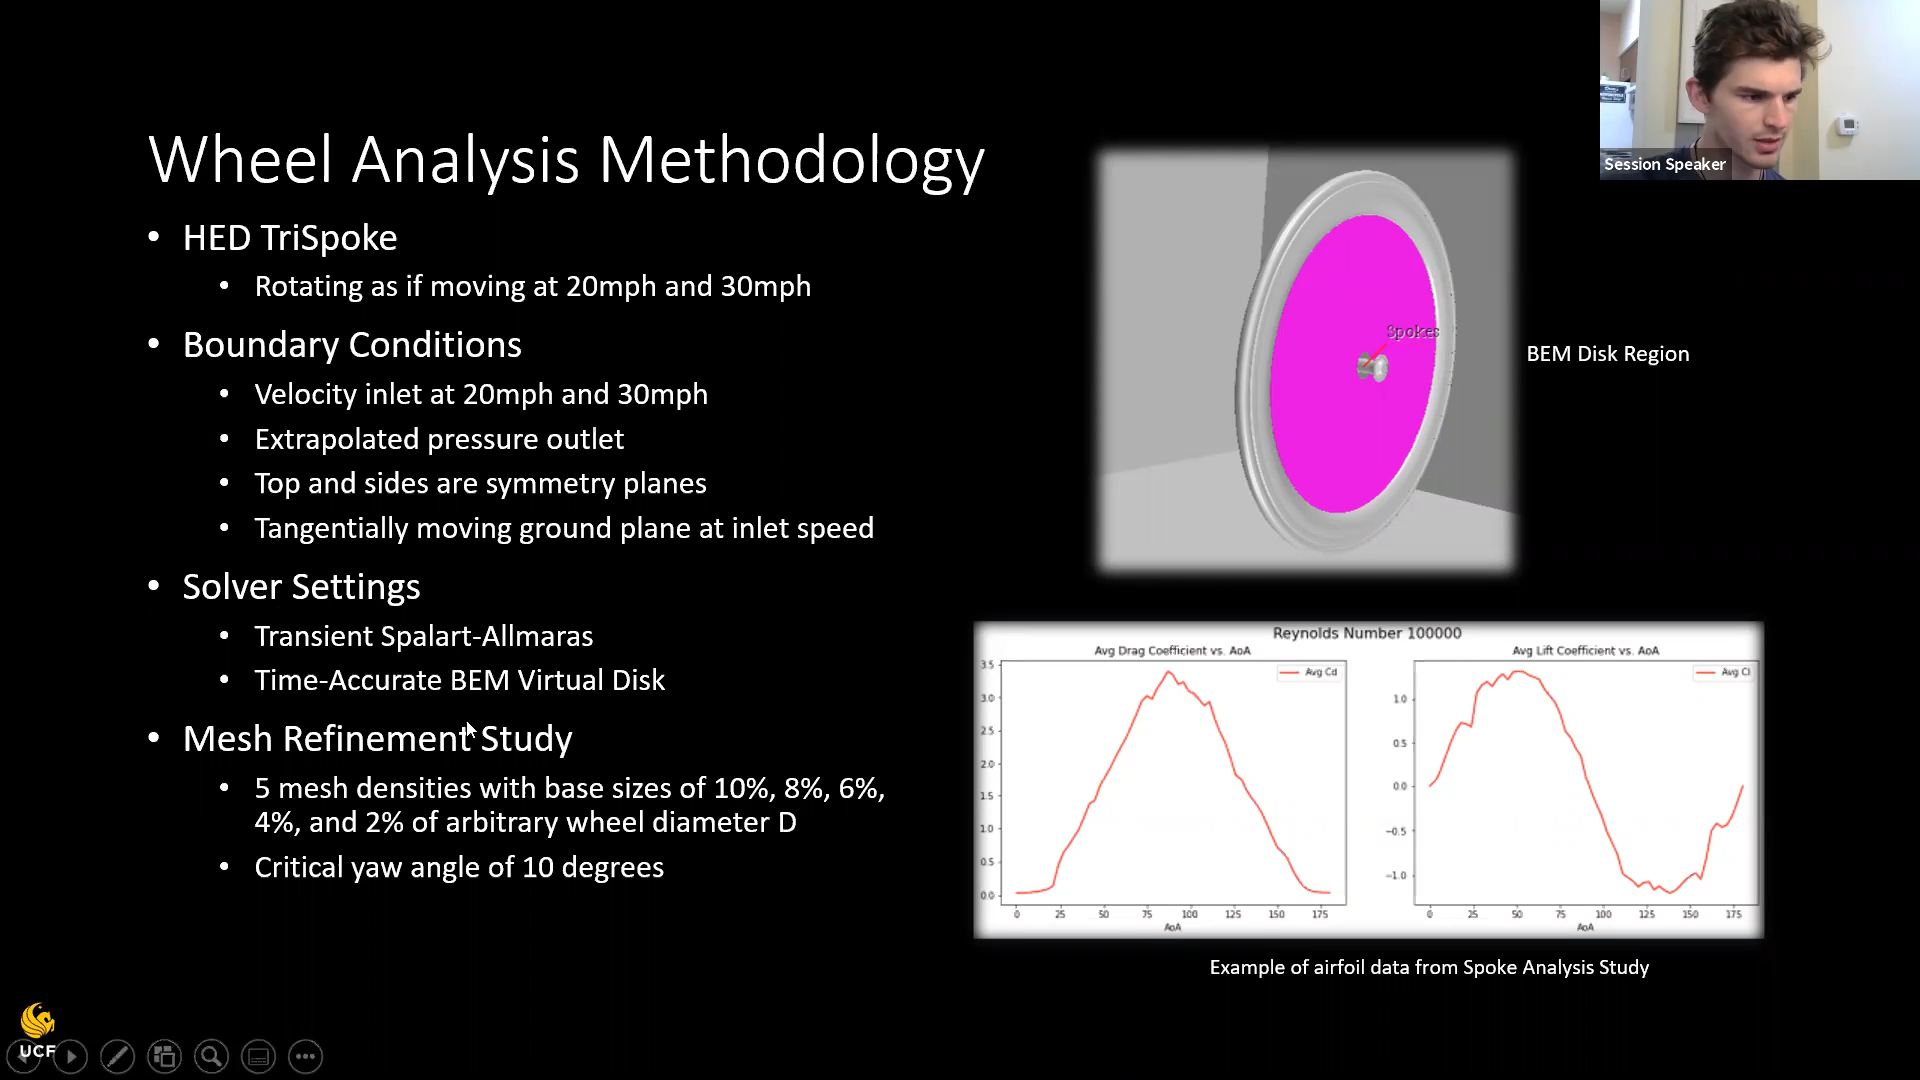 Session Speaker
Wheel Analysis Methodology
• HED TriSpoke
• Rotating as if moving at 20mph and 30mph
• Boundary Conditions
• Velocity inlet at 20mph and 30mph
• Extrapolated pressure outlet
• Top and sides are symmetry planes
• Tangentially moving ground plane at inlet speed
• Solver Settings
• Transient Spalart-Allmaras
• Time-Accurate BEM Virtual Disk
• Mesh Refinement Study
• 5 mesh densities with base sizes of 10%, 8%, 6%,
4%, and 2% of arbitrary wheel diameter D
• Critical yaw angle of 10 degrees
Spokes
BEM Disk Region
Reynolds Number 100000
Avg Drag Coefficient vs. AoA
Avg Cd
3.5
3.0
2.5
2.0
1.5
1.0
0.5
0.0
0 25 50 75 100 125 150 175
AoA
Avg Lift Coefficient vs. AoA
Avg Cl
1.0
0.5
0.0
−0.5
−1.0
0 25 50 75 100 125 150 175
AoA
Example of airfoil data from Spoke Analysis Study
UCF